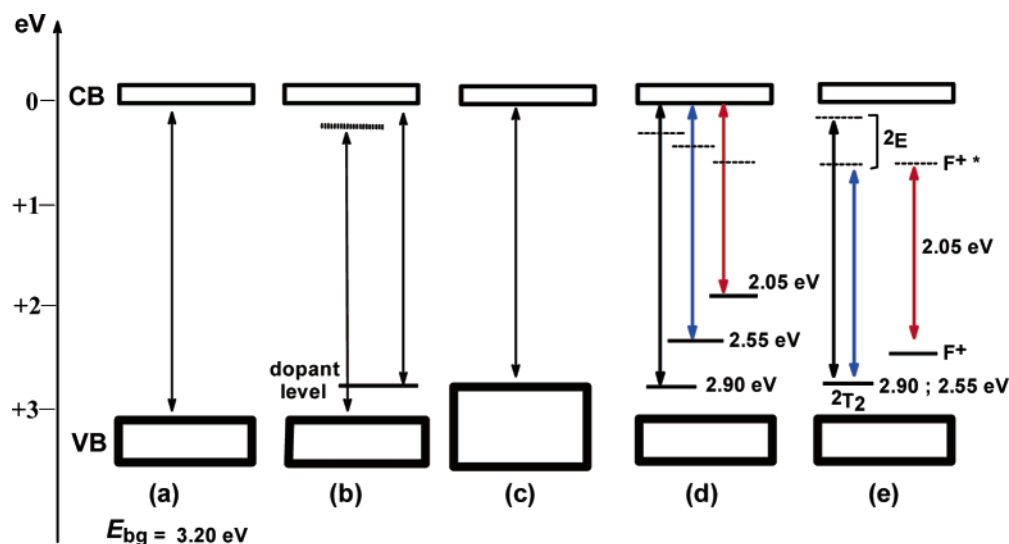 eV
0
+1
+2
+3
CB
VB
dopant
level
2.05 eV
2.55 eV
2.90 eV
2E
F+ *
2.05 eV
F+
2T2
2.90 ; 2.55 eV
(a)
(b)
(c)
(d)
(e)
Ebg = 3.20 eV